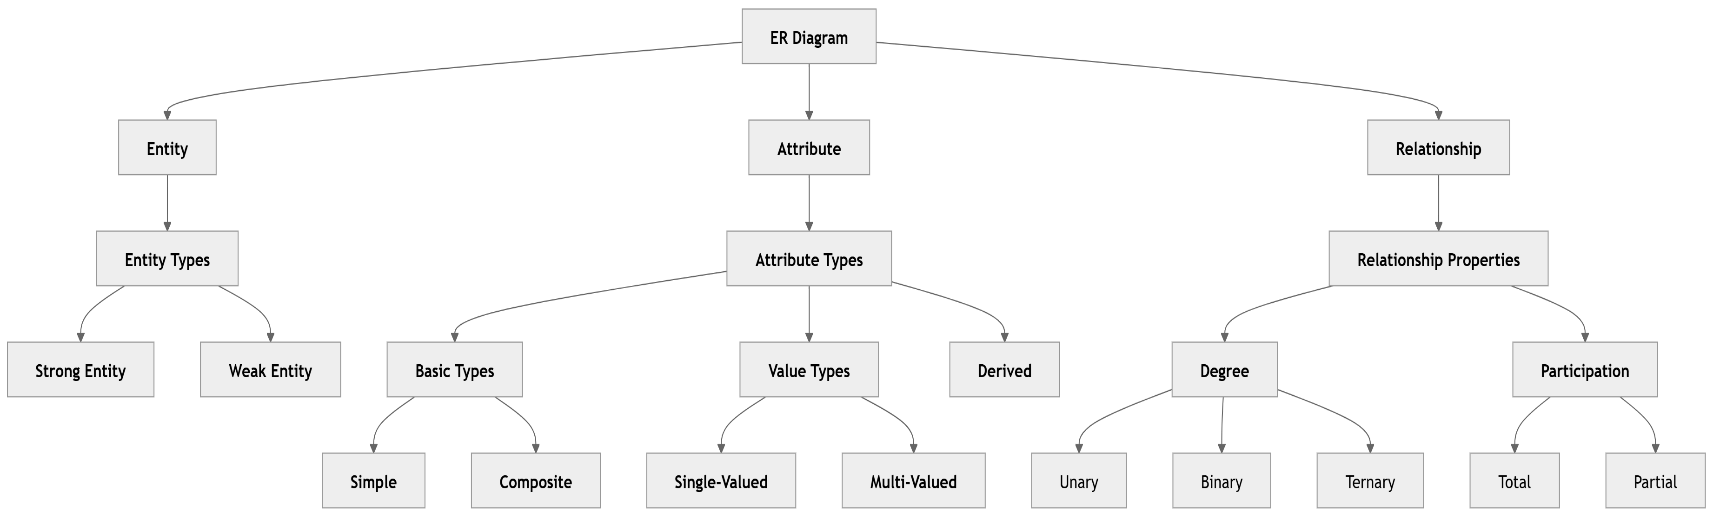 ER Diagram
Entity
Attribute
Relationship
Entity Types
Attribute Types
Relationship Properties
Strong Entity
Weak Entity
Basic Types
Value Types
Derived
Degree
Participation
Simple
Composite
Single-Valued
Multi-Valued
Unary
Binary
Ternary
Total
Partial